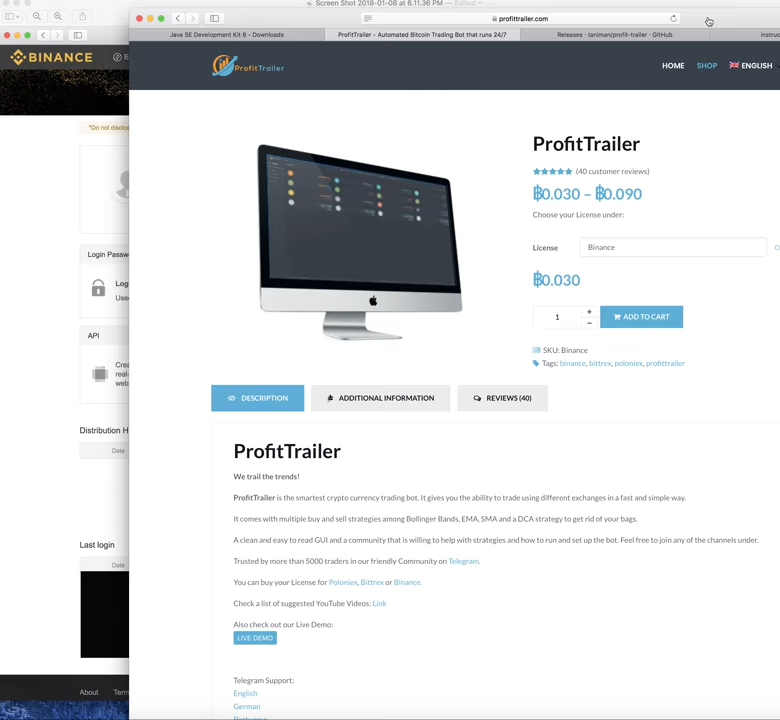 Screen Shot 2018-01-08 at 6.11.36 PM — Edited
profittrailer.com
Java SE Development Kit 8 - Downloads
ProfitTrailer - Automated Bitcoin Trading Bot that runs 24/7
Releases · taniman/profit-trailer · GitHub
BINANCE
ProfitTrailer
HOME
SHOP
ENGLISH
*Do not disclos
ProfitTrailer
(40 customer reviews)
฿0.030 – ฿0.090
Choose your License under:
License
Binance
฿0.030
1
+
−
ADD TO CART
SKU: Binance
Tags: binance, bittrex, poloniex, profittrailer
Login Passw
API
DESCRIPTION
ADDITIONAL INFORMATION
REVIEWS (40)
Distribution H
Date
ProfitTrailer
We trail the trends!
ProfitTrailer is the smartest crypto currency trading bot. It gives you the ability to trade using different exchanges in a fast and simple way.
It comes with multiple buy and sell strategies among Bollinger Bands, EMA, SMA and a DCA strategy to get rid of your bags.
A clean and easy to read GUI and a community that is willing to help with strategies and how to run and set up the bot. Feel free to join any of the channels under.
Trusted by more than 5000 traders in our friendly Community on Telegram.
You can buy your License for Poloniex, Bittrex or Binance.
Check a list of suggested YouTube Videos: Link
Also check out our Live Demo:
LIVE DEMO
Last login
Date
Telegram Support:
English
German
About
Term